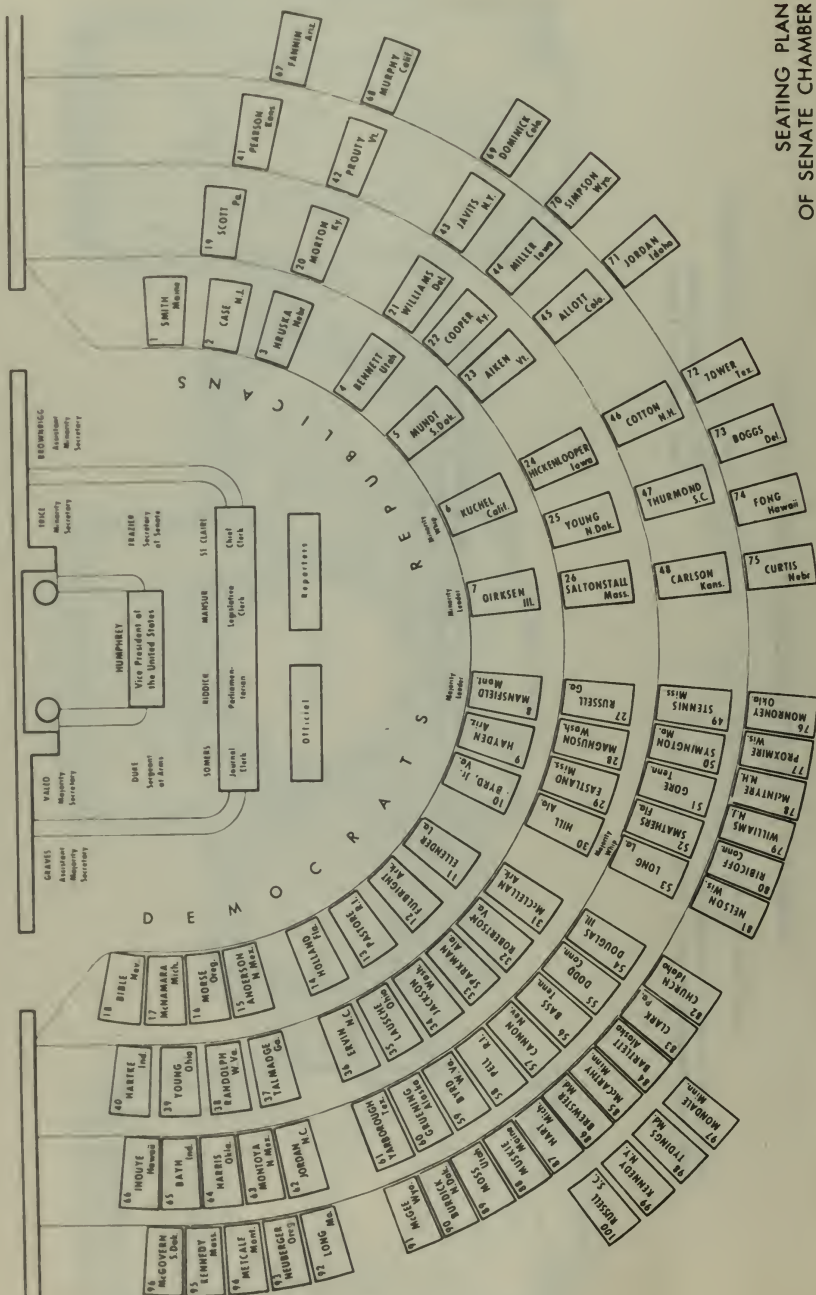 SEATING PLAN
OF SENATE CHAMBER
GRAVES
Assistant
Majority
Secretary
VALEO
Majority
Secretary
TRICE
Minority
Secretary
BROWNRIGG
Assistant
Minority
Secretary
HUMPHREY
Vice President of
the United States
DUKE
Sergeant
at Arms
FRAZIER
Secretary
of Senate
SOMERS
RIDDICK
MANSUR
ST CLAIRE
Journal
Clerk
Parliamen-
tarian
Legislative
Clerk
Chief
Clerk
Official
Reporters
DEMOCRATS
REPUBLICANS
Majority
Leader
Minority
Leader
Minority
Whip
Majority
Whip
1 SMITH
Maine
2 CASE
N.J.
3 HRUSKA
Nebr
4 BENNETT
Utah
5 MUNDT
S.Dak.
6 KUCHEL
Calif.
7 DIRKSEN
Ill.
8 MANSFIELD
Mont.
9 HAYDEN
Ariz.
10 BYRD, Jr.
Va.
11 ELLENDER
La.
12 FULBRIGHT
Ark.
13 PASTORE
R.I.
14 HOLLAND
Fla.
15 ANDERSON
N Mex.
16 MORSE
Oreg.
17 McNAMARA
Mich.
18 BIBLE
Nev.
19 SCOTT
Pa.
20 MORTON
Ky.
21 WILLIAMS
Del.
22 COOPER
Ky.
23 AIKEN
Vt.
24 HICKENLOOPER
Iowa
25 YOUNG
N.Dak.
26 SALTONSTALL
Mass.
27 RUSSELL
Ga.
28 MAGNUSON
Wash.
29 EASTLAND
Miss.
30 HILL
Ala.
31 McCLELLAN
Ark.
32 ROBERTSON
Va.
33 SPARKMAN
Ala.
34 JACKSON
Wash.
35 LAUSCHE
Ohio
36 ERVIN
N.C.
37 TALMADGE
Ga.
38 RANDOLPH
W.Va.
39 YOUNG
Ohio
40 HARTKE
Ind.
41 PEARSON
Kans.
42 PROUTY
Vt.
43 JAVITS
N.Y.
44 MILLER
Iowa
45 ALLOTT
Colo.
46 COTTON
N.H.
47 THURMOND
S.C.
48 CARLSON
Kans.
49 STENNIS
Miss
50 SYMINGTON
Mo.
51 GORE
Tenn.
52 SMATHERS
Fla.
53 LONG
La.
54 DOUGLAS
Ill.
55 DODD
Conn.
56 BASS
Tenn.
57 CANNON
Nev.
58 PELL
R.I.
59 BYRD
W.Va.
60 GRUENING
Alaska
61 YARBOROUGH
Tex.
62 JORDAN
N.C.
63 MONTOYA
N Mex.
64 HARRIS
Okla.
65 BAYH
Ind.
66 INOUYE
Hawaii
67 FANNIN
Ariz.
68 MURPHY
Calif.
69 DOMINICK
Colo.
70 SIMPSON
Wyo.
71 JORDAN
Idaho
72 TOWER
Tex.
73 BOGGS
Del.
74 FONG
Hawaii
75 CURTIS
Nebr
76 MONRONEY
Okla.
77 PROXMIRE
Wis.
78 McINTYRE
N.H.
79 WILLIAMS
N.J.
80 RIBICOFF
Conn.
81 NELSON
Wis.
82 CHURCH
Idaho
83 CLARK
Pa.
84 BARTLETT
Alaska
85 McCARTHY
Minn.
86 BREWSTER
Md
87 HART
Mich.
88 MUSKIE
Maine
89 MOSS
Utah
90 BURDICK
N.Dak.
91 McGEE
Wyo.
92 LONG
Mo.
93 NEUBERGER
Oreg.
94 METCALF
Mont.
95 KENNEDY
Mass.
96 McGOVERN
S.Dak.
97 MONDALE
Minn.
98 TYDINGS
Md
99 KENNEDY
N.Y.
100 RUSSELL
S.C.